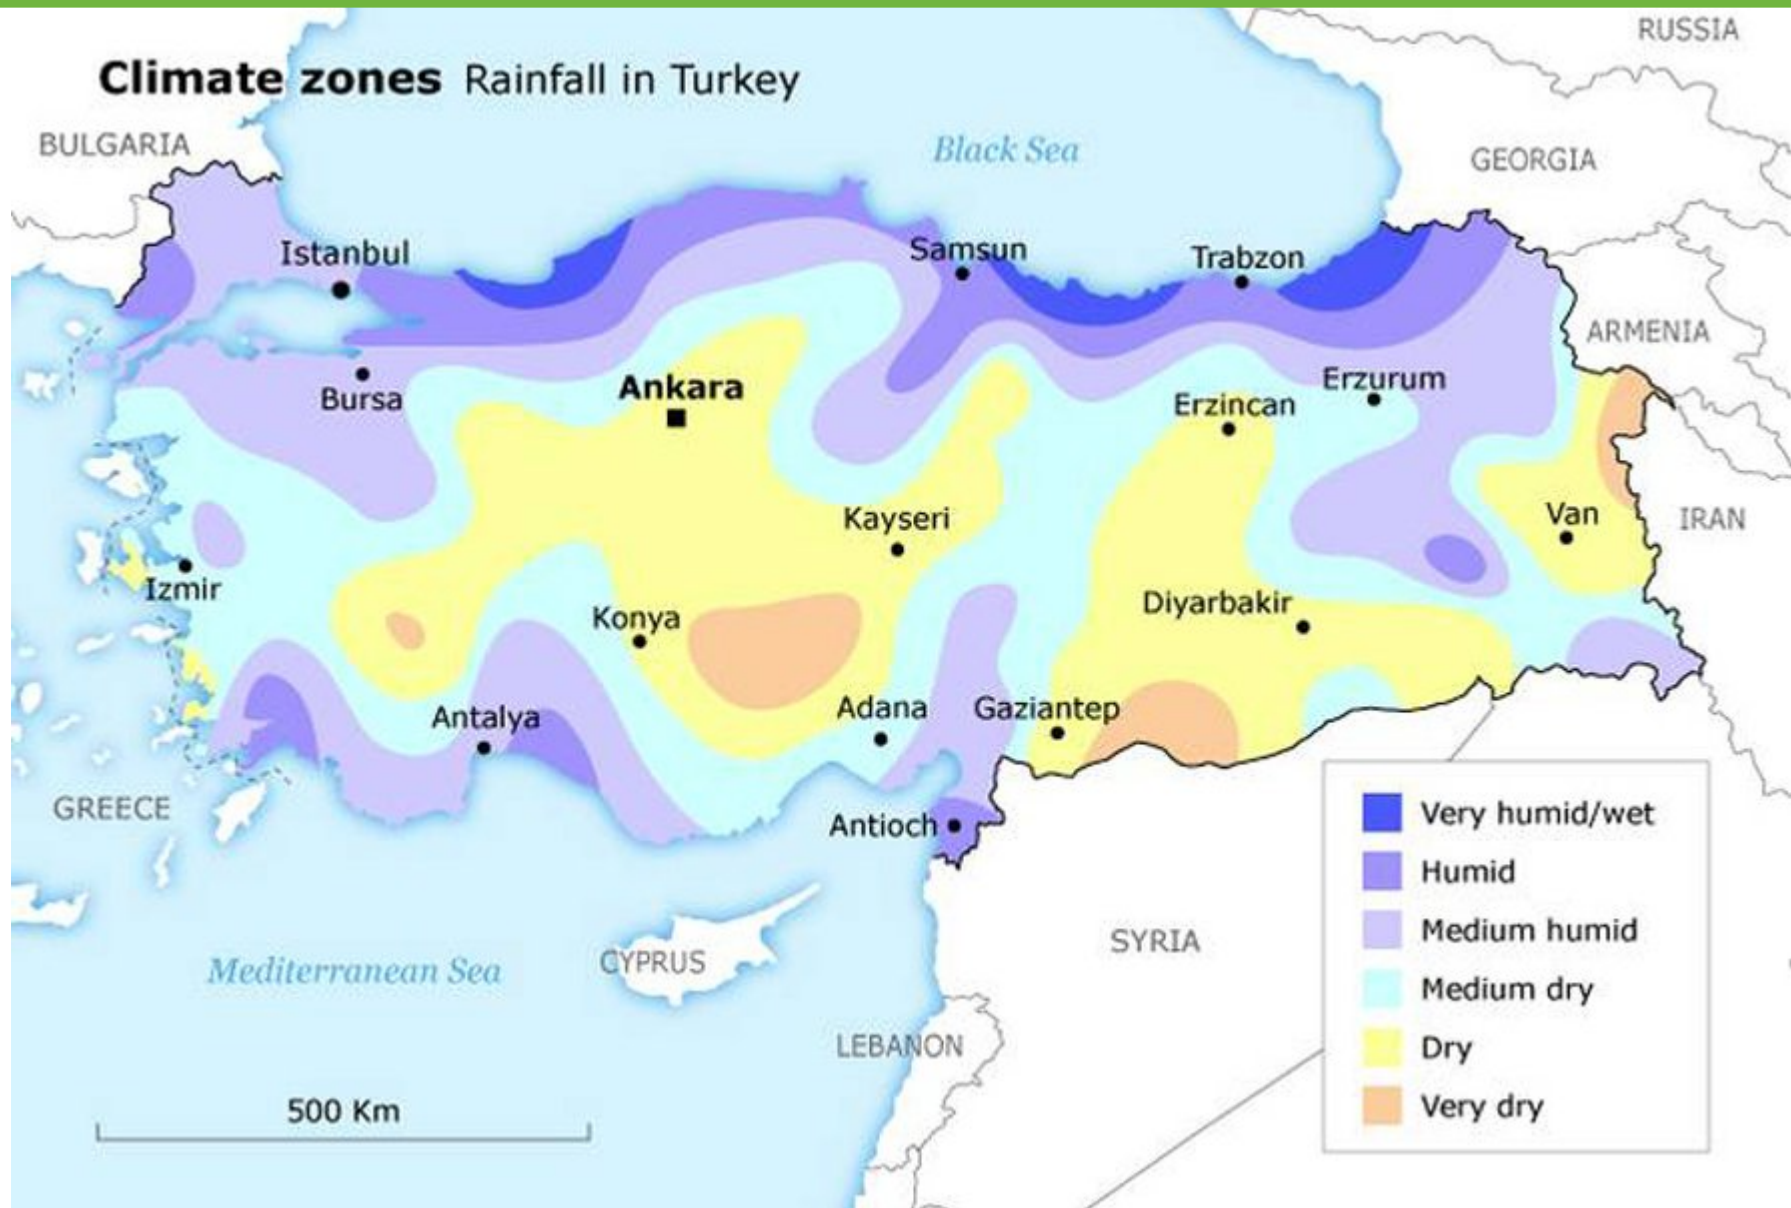 Climate zones Rainfall in Turkey
RUSSIA
BULGARIA
Black Sea
GEORGIA
Istanbul
Samsun
Trabzon
ARMENIA
Bursa
Ankara
Erzincan
Erzurum
Kayseri
Van
IRAN
Izmir
Konya
Diyarbakir
Antalya
Adana
Gaziantep
GREECE
Antioch
SYRIA
Mediterranean Sea
CYPRUS
LEBANON
500 Km
Very humid/wet
Humid
Medium humid
Medium dry
Dry
Very dry